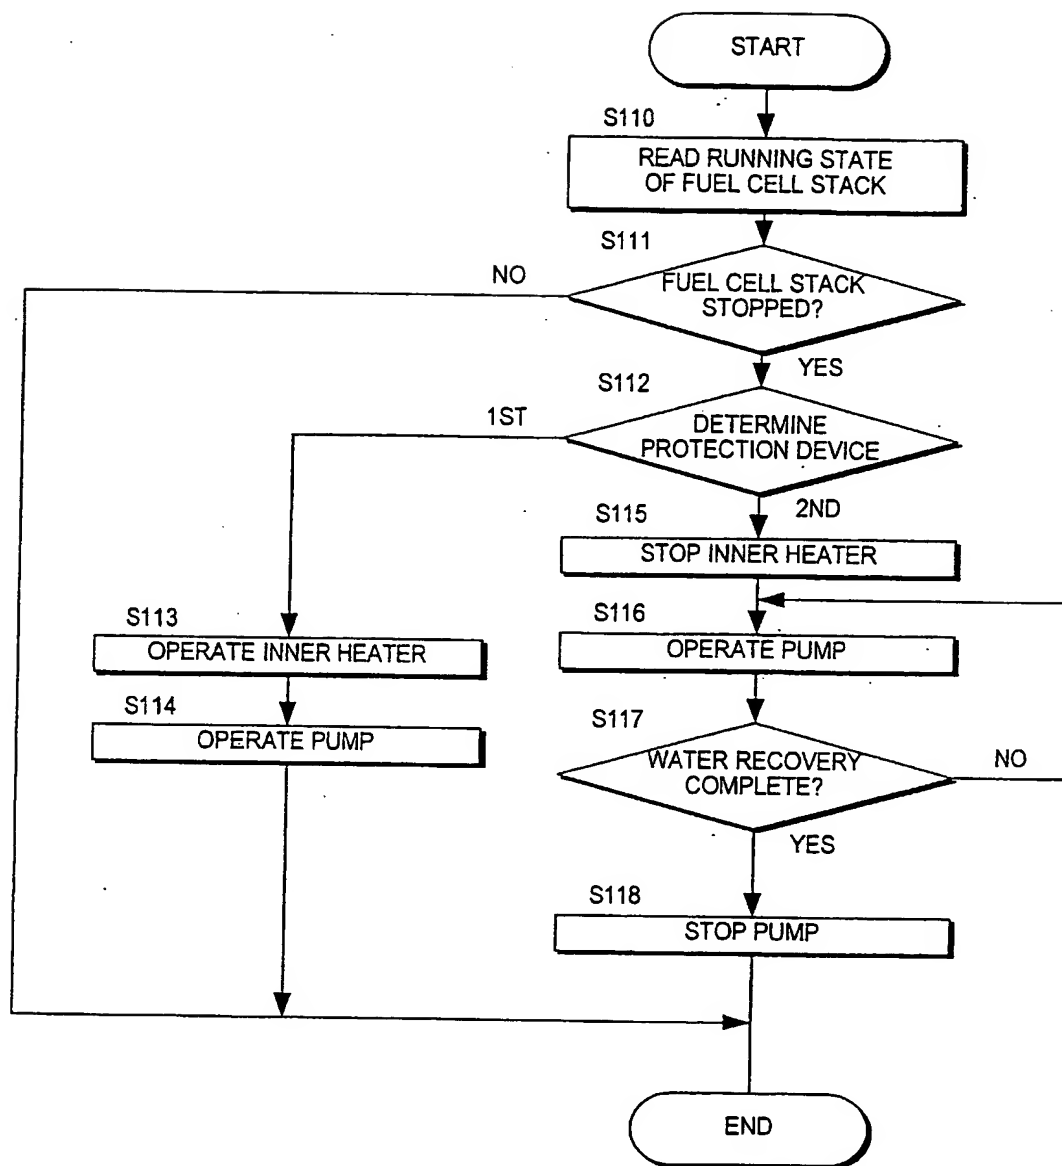 START
S110
READ RUNNING STATE
OF FUEL CELL STACK
S111
NO
FUEL CELL STACK
STOPPED?
YES
S112
1ST
DETERMINE
PROTECTION DEVICE
2ND
S115
STOP INNER HEATER
S113
OPERATE INNER HEATER
S116
OPERATE PUMP
S114
OPERATE PUMP
S117
WATER RECOVERY
COMPLETE?
NO
YES
S118
STOP PUMP
END